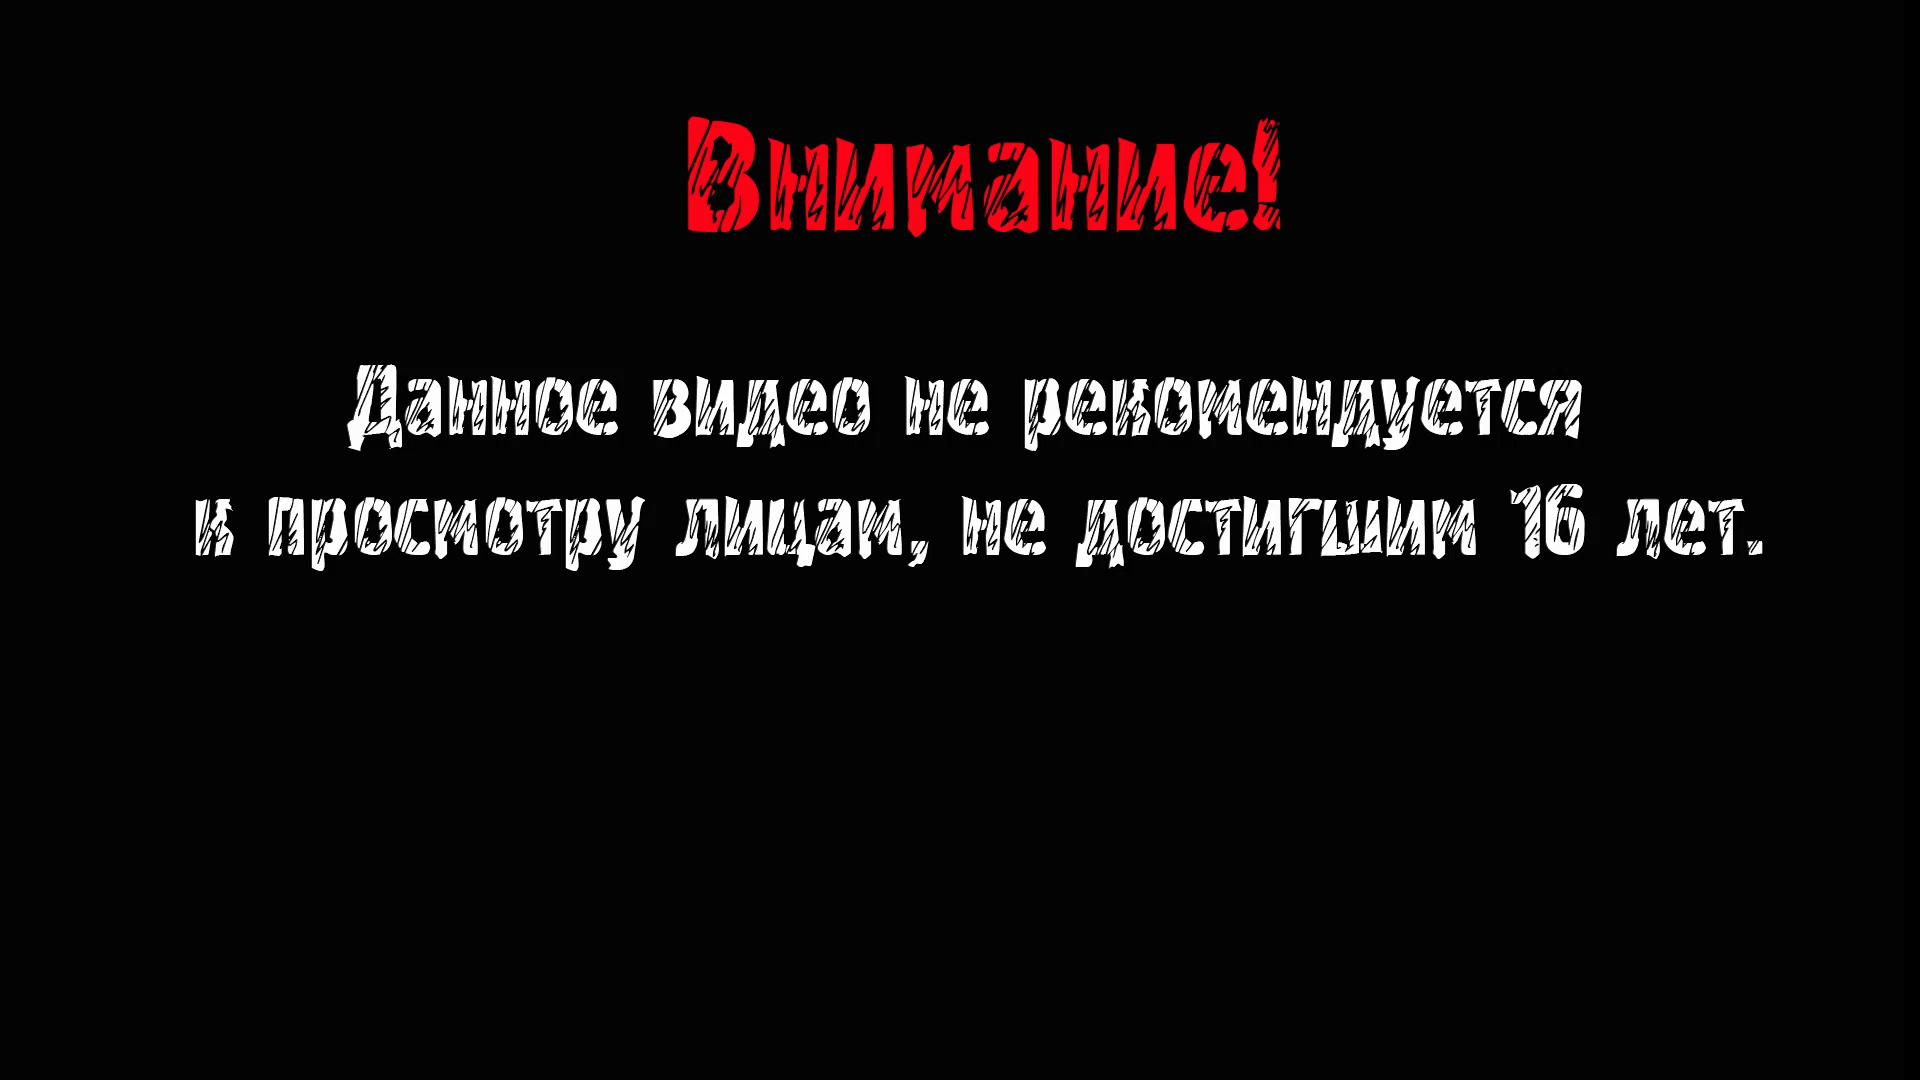 Внимание!
Данное видео не рекомендуется
к просмотру лицам, не достигшим 16 лет.